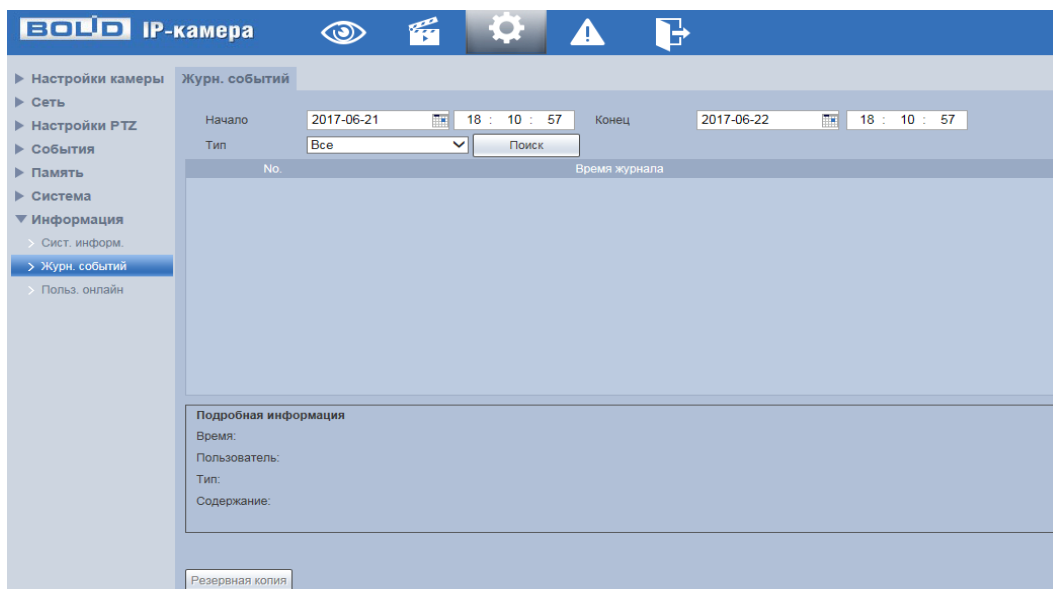 BOLID IP-камера
Настройки камеры
Сеть
Настройки PTZ
События
Память
Система
Информация
Сист. информ.
Журн. событий
Польз. онлайн
Журн. событий
Начало 2017-06-21 18 : 10 : 57 Конец 2017-06-22 18 : 10 : 57
Тип Все Поиск
No. Время журнала
Подробная информация
Время:
Пользователь:
Тип:
Содержание:
Резервная копия